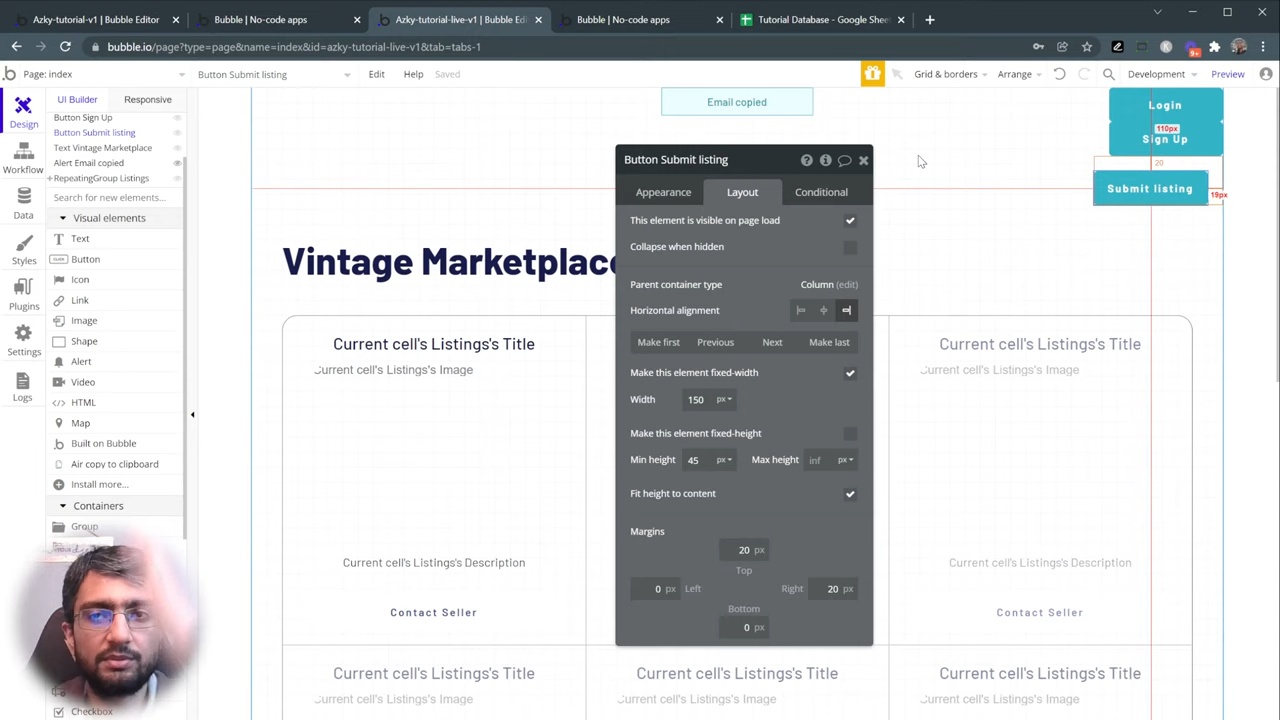 Azky-tutorial-v1 | Bubble Editor
Bubble | No-code apps
Azky-tutorial-live-v1 | Bubble Edi
Bubble | No-code apps
Tutorial Database - Google Shee
bubble.io/page?type=page&name=index&id=azky-tutorial-live-v1&tab=tabs-1
9+
Page: index
Button Submit listing
Edit
Help
Saved
Grid & borders
Arrange
Development
Preview
Design
Workflow
Data
Styles
Plugins
Settings
Logs
UI Builder
Responsive
Button Sign Up
Button Submit listing
Text Vintage Marketplace
Alert Email copied
RepeatingGroup Listings
Search for new elements...
Visual elements
Text
Button
Icon
Link
Image
Shape
Alert
Video
HTML
Map
Built on Bubble
Air copy to clipboard
Install more...
Containers
Group
Checkbox
Email copied
Login
110px
Sign Up
20
Submit listing
19px
Vintage Marketplace
Current cell's Listings's Title
Current cell's Listings's Image
Current cell's Listings's Description
Contact Seller
Current cell's Listings's Title
Current cell's Listings's Image
Current cell's Listings's Description
Contact Seller
Current cell's Listings's Title
Current cell's Listings's Image
Current cell's Listings's Title
Current cell's Listings's Image
Current cell's Listings's Title
Current cell's Listings's Image
Button Submit listing
Appearance
Layout
Conditional
This element is visible on page load
Collapse when hidden
Parent container type
Column (edit)
Horizontal alignment
Make first
Previous
Next
Make last
Make this element fixed-width
Width
150 px
Make this element fixed-height
Min height
45 px
Max height
inf px
Fit height to content
Margins
20 px
Top
0 px Left
Right 20 px
Bottom
0 px